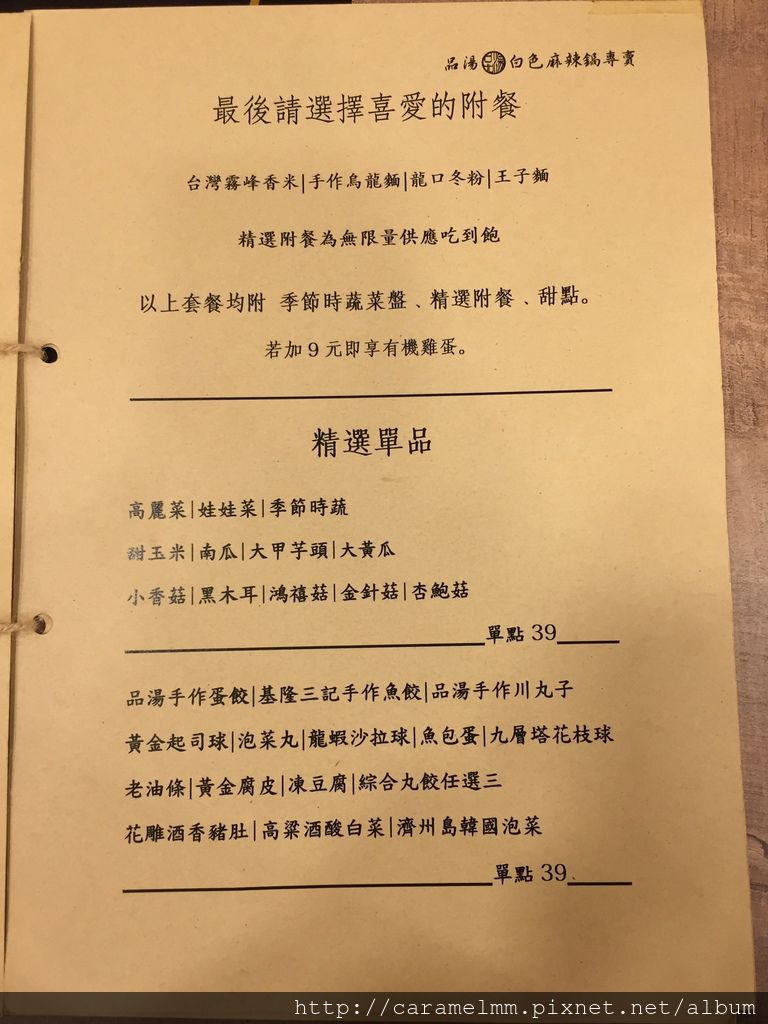 品湯 品湯 白色麻辣鍋專賣
最後請選擇喜愛的附餐
台灣霧峰香米|手作烏龍麵|龍口冬粉|王子麵
精選附餐為無限量供應吃到飽
以上套餐均附 季節時蔬菜盤、精選附餐、甜點。
若加9元即享有機雞蛋。
精選單品
高麗菜|娃娃菜|季節時蔬
甜玉米|南瓜|大甲芋頭|大黃瓜
小香菇|黑木耳|鴻禧菇|金針菇|杏鮑菇
單點 39
品湯手作蛋餃|基隆三記手作魚餃|品湯手作川丸子
黃金起司球|泡菜丸|龍蝦沙拉球|魚包蛋|九層塔花枝球
老油條|黃金腐皮|凍豆腐|綜合丸餃任選三
花雕酒香豬肚|高粱酒酸白菜|濟州島韓國泡菜
單點 39
http://caramelmm.pixnet.net/album